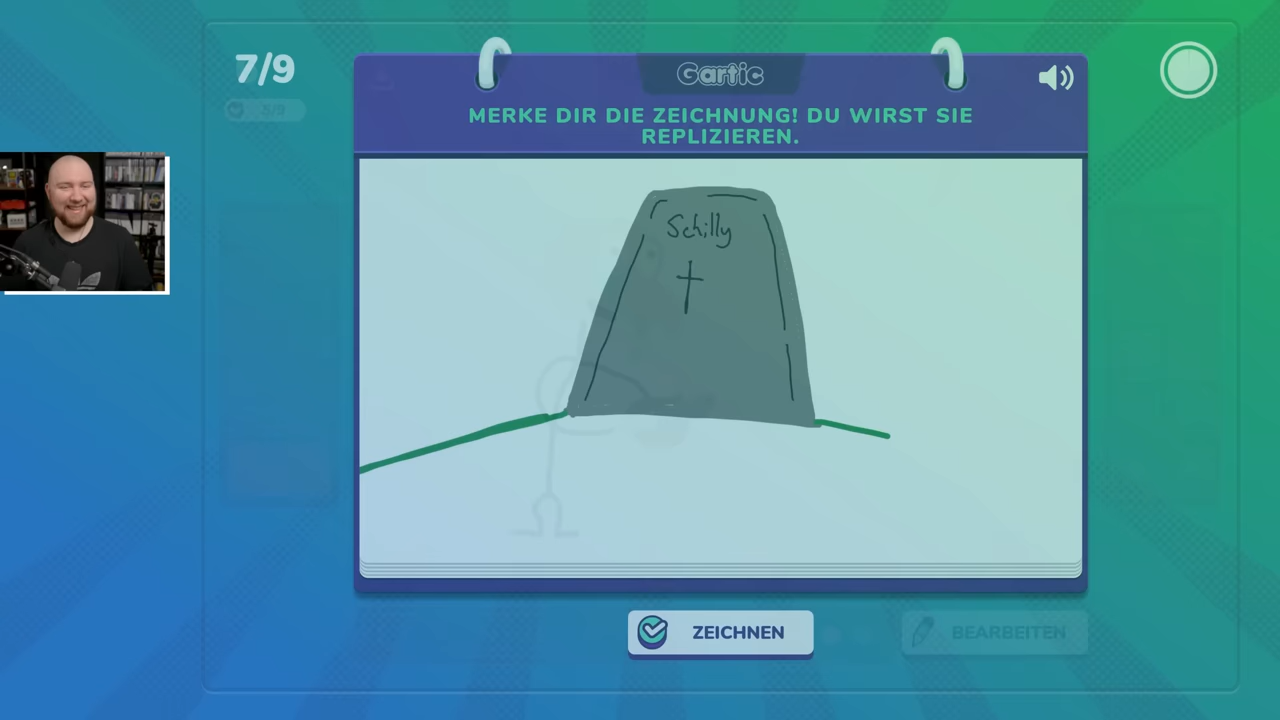 7/9
Gartic
MERKE DIR DIE ZEICHNUNG! DU WIRST SIE
REPLIZIEREN.
Schilly
ZEICHNEN
BEARBEITEN